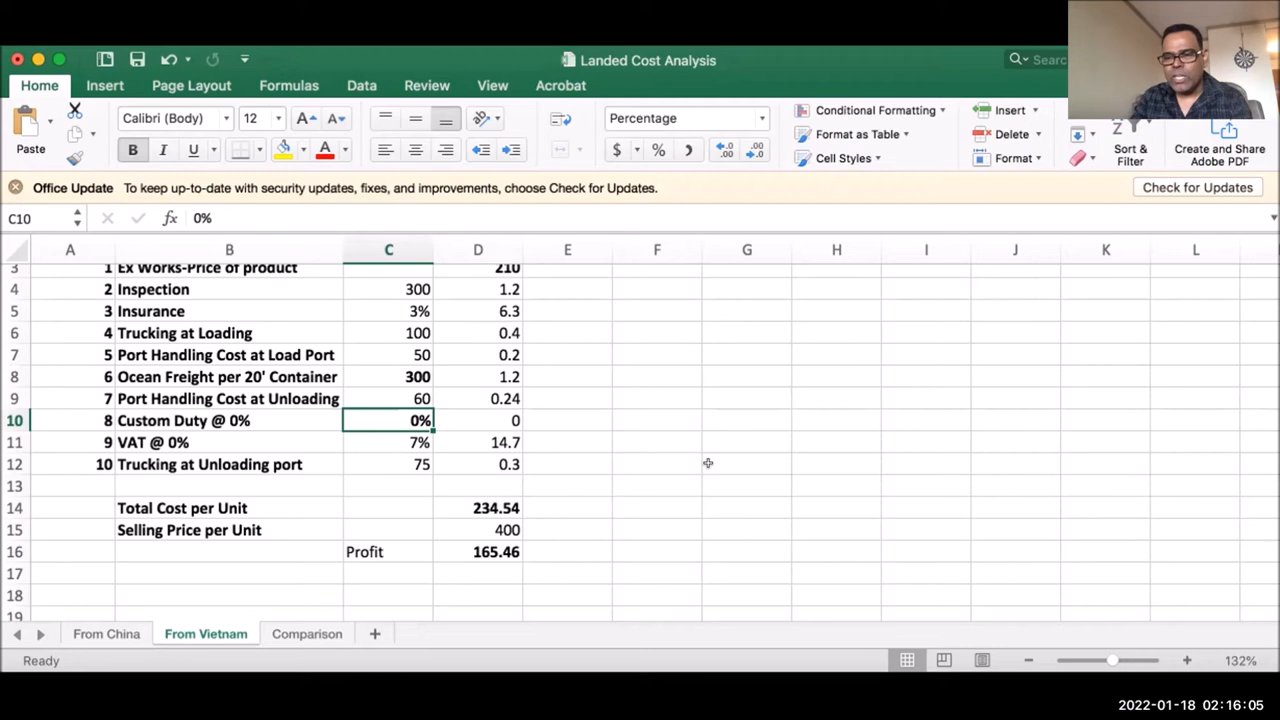 Landed Cost Analysis
Searc
Home Insert Page Layout Formulas Data Review View Acrobat
Paste
Calibri (Body) 12 A A
B I U A
Percentage
$ % .0 .00 .00 .0
Conditional Formatting
Format as Table
Cell Styles
Insert
Delete
Format
Sort & Filter
Create and Share Adobe PDF
Office Update To keep up-to-date with security updates, fixes, and improvements, choose Check for Updates. Check for Updates
C10 fx 0%
A B C D E F G H I J K L
3 1 Ex Works-Price of product 210
4 2 Inspection 300 1.2
5 3 Insurance 3% 6.3
6 4 Trucking at Loading 100 0.4
7 5 Port Handling Cost at Load Port 50 0.2
8 6 Ocean Freight per 20' Container 300 1.2
9 7 Port Handling Cost at Unloading 60 0.24
10 8 Custom Duty @ 0% 0% 0
11 9 VAT @ 0% 7% 14.7
12 10 Trucking at Unloading port 75 0.3
13
14 Total Cost per Unit 234.54
15 Selling Price per Unit 400
16 Profit 165.46
17
18
19
From China From Vietnam Comparison +
Ready 132%
2022-01-18 02:16:05